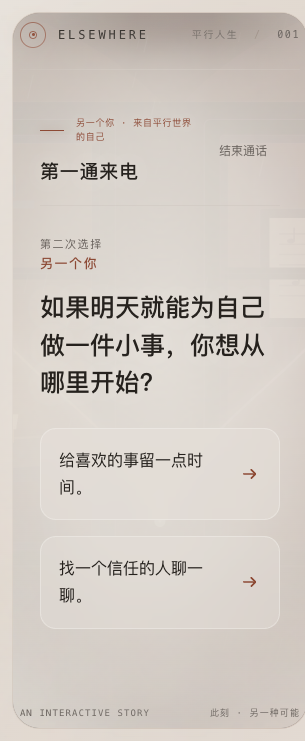 ELSEWHERE 平行人生 / 001
另一个你 · 来自平行世界
的自己
结束通话
第一通来电
第二次选择
另一个你
如果明天就能为自己
做一件小事，你想从
哪里开始?
给喜欢的事留一点时
间。
→
找一个信任的人聊一
聊。
→
AN INTERACTIVE STORY 此刻 · 另一种可能